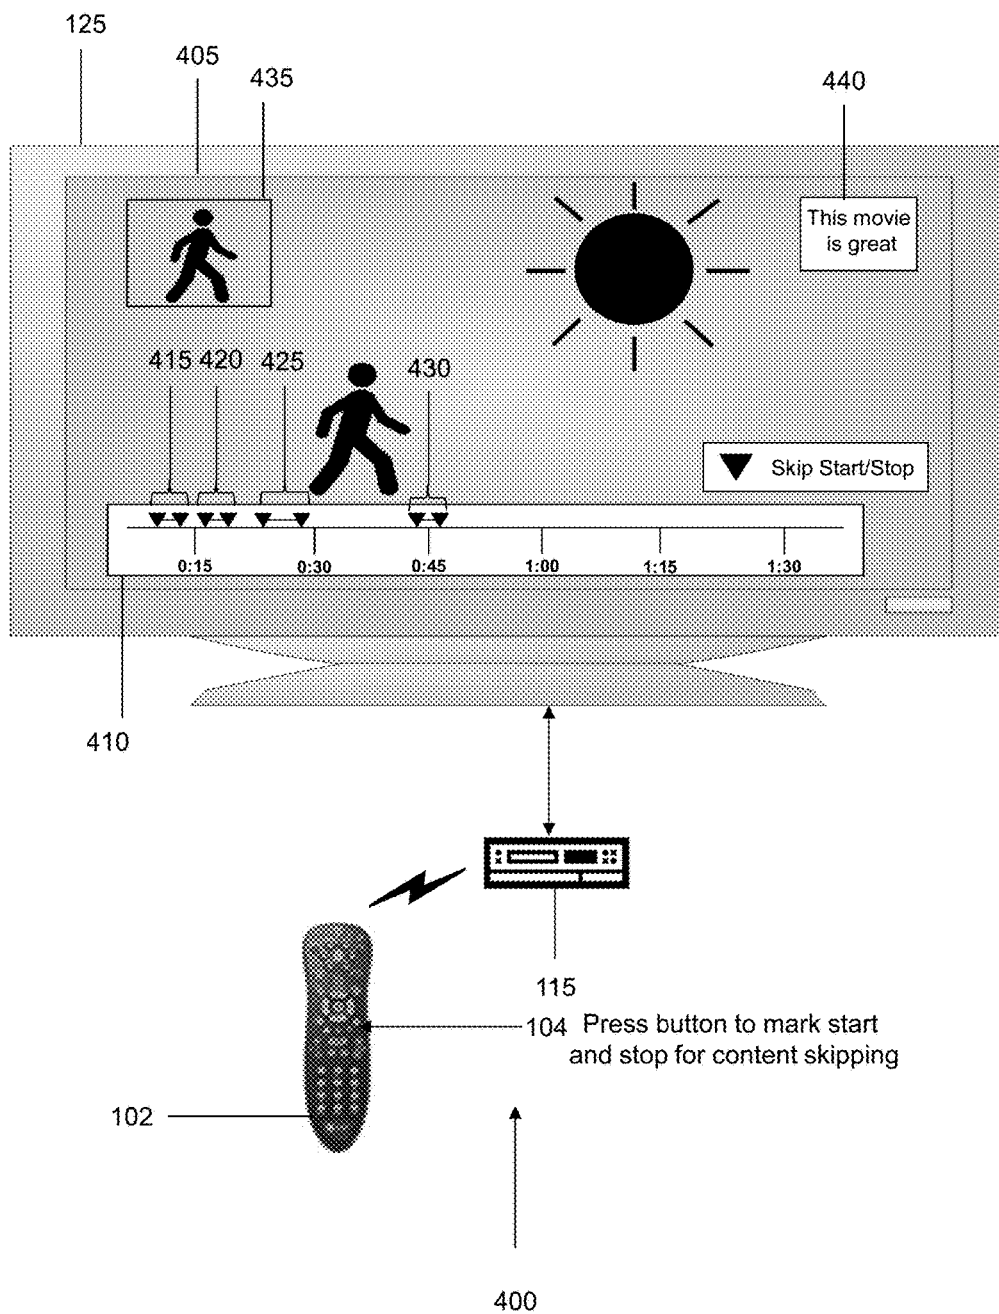 125
405
435
440
This movie
is great
415 420 425 430
Skip Start/Stop
0:15 0:30 0:45 1:00 1:15 1:30
410
115
104 Press button to mark start
and stop for content skipping
102
400